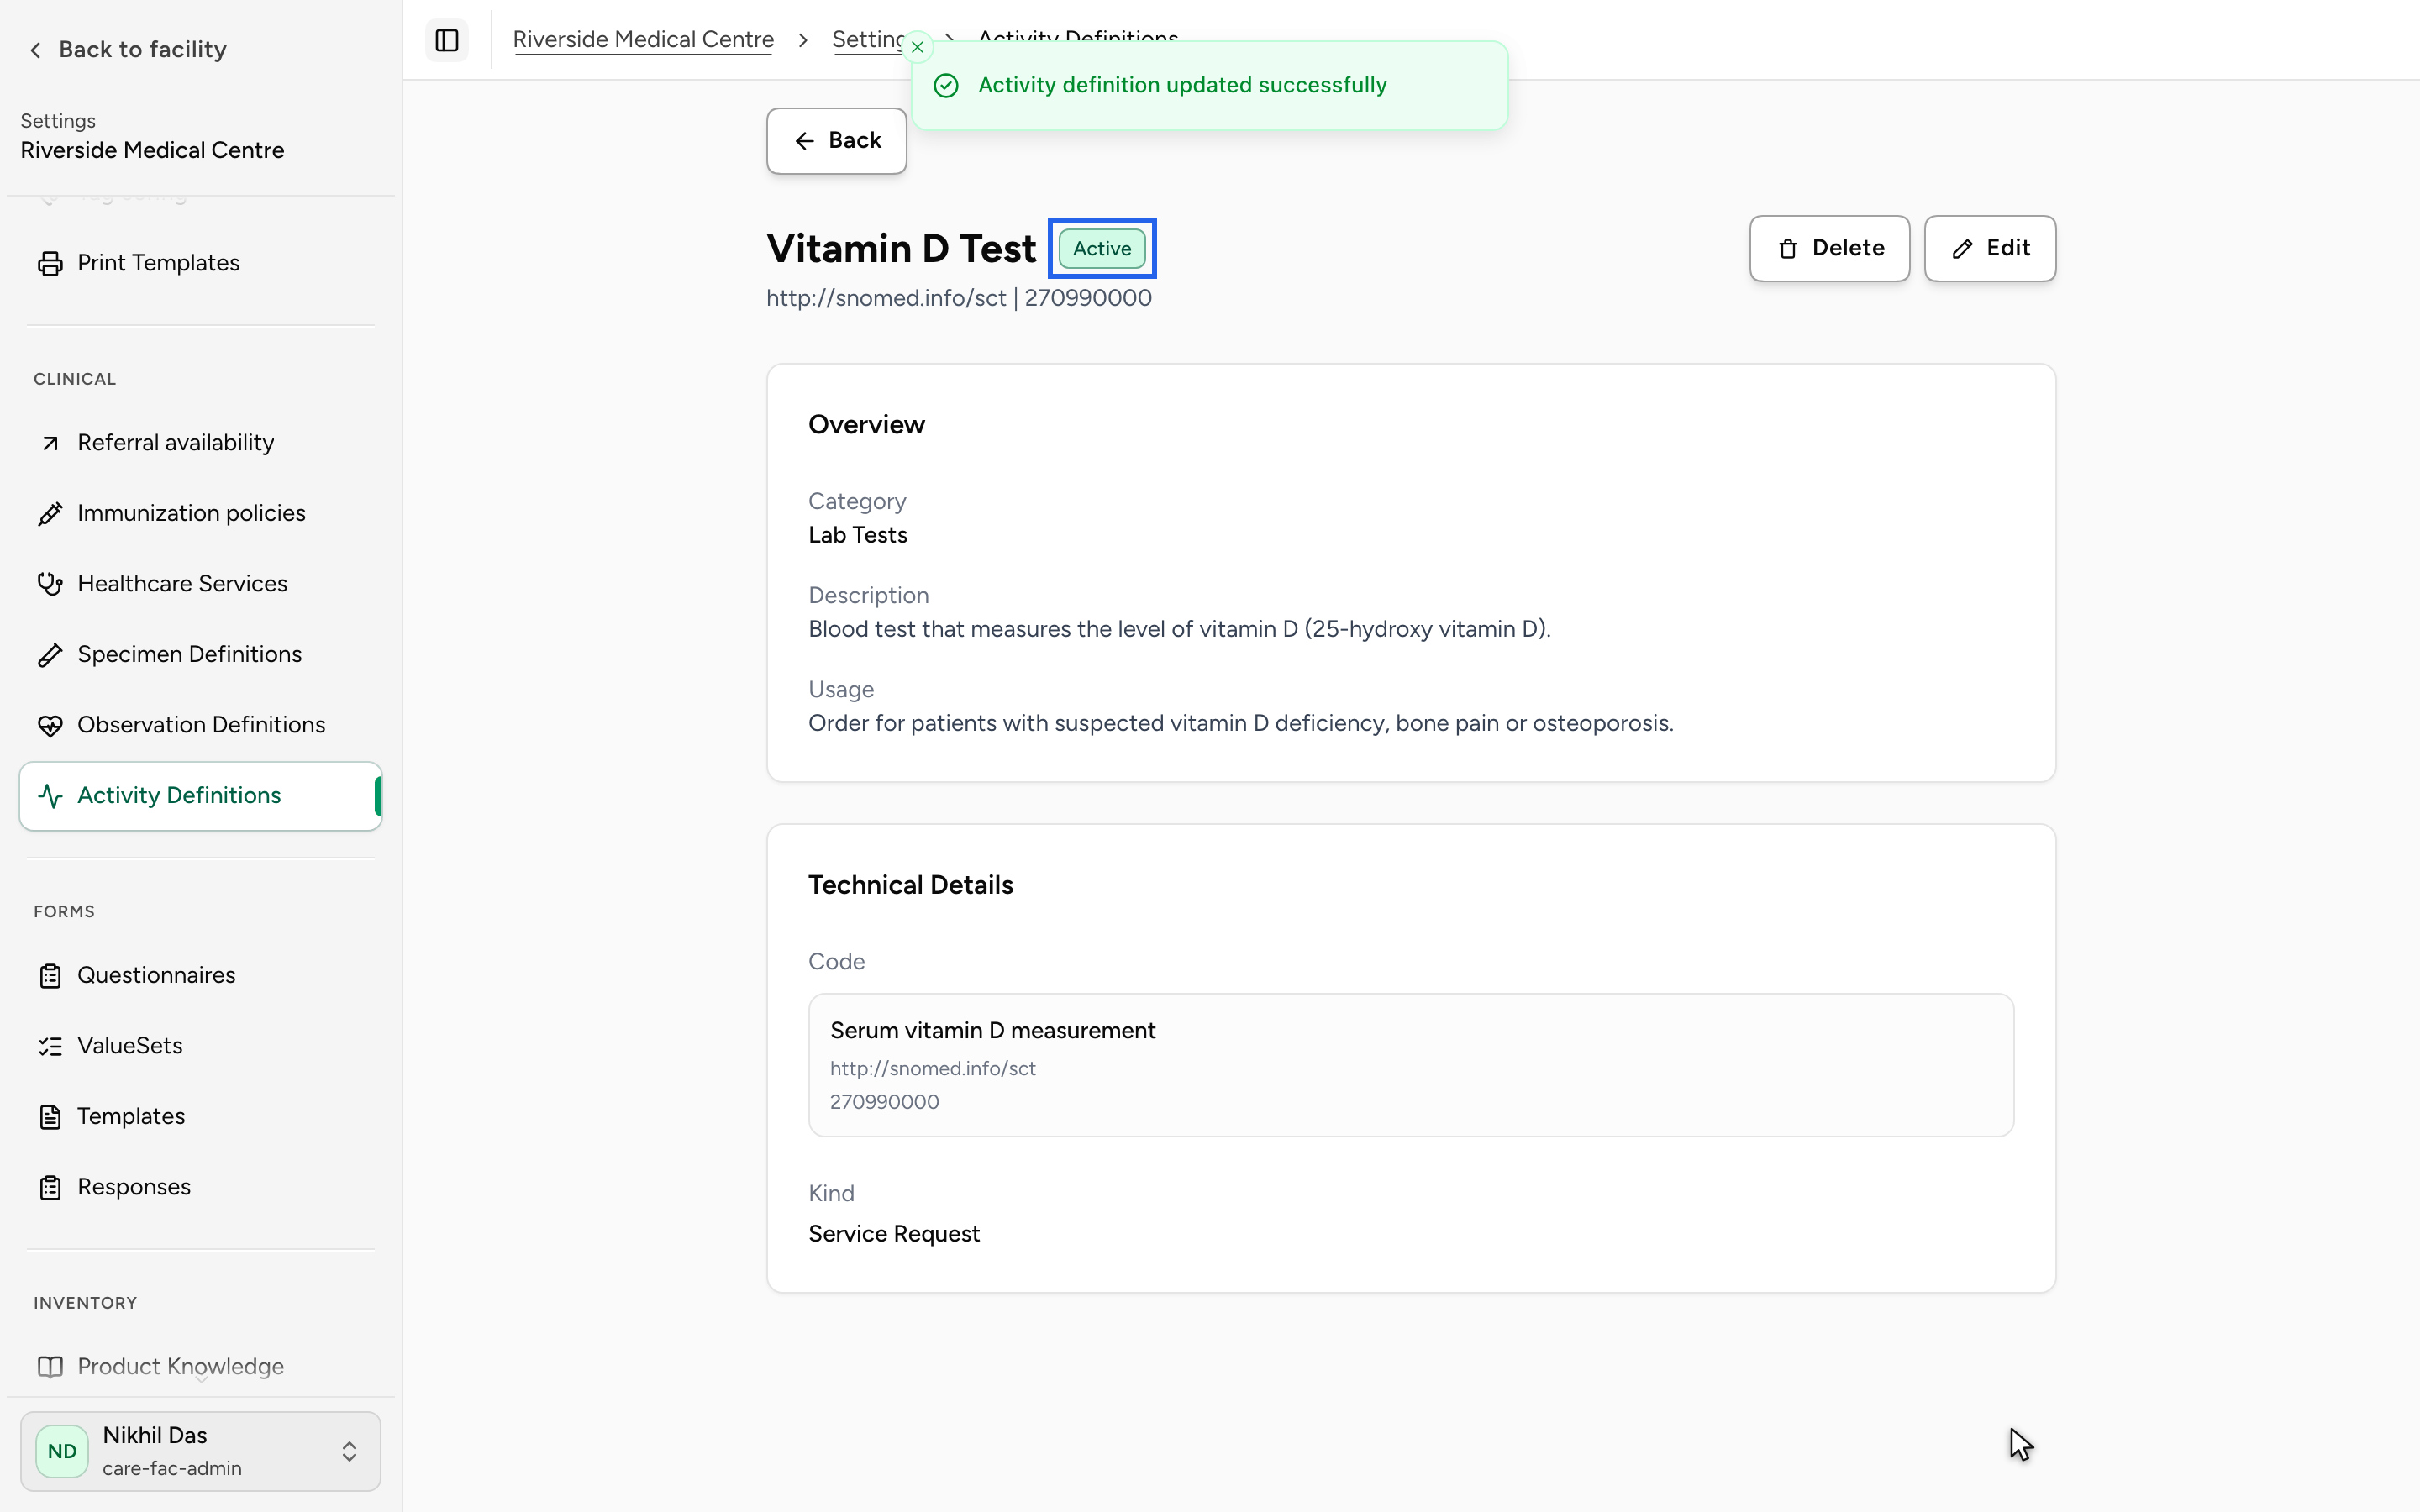 Back to facility
Settings
Riverside Medical Centre
Print Templates
CLINICAL
Referral availability
Immunization policies
Healthcare Services
Specimen Definitions
Observation Definitions
Activity Definitions
FORMS
Questionnaires
ValueSets
Templates
Responses
INVENTORY
Product Knowledge
ND
Nikhil Das
care-fac-admin
Riverside Medical Centre > Setting > Activity Definitions
Activity definition updated successfully
Back
Vitamin D Test Active
http://snomed.info/sct | 270990000
Delete
Edit
Overview
Category
Lab Tests
Description
Blood test that measures the level of vitamin D (25-hydroxy vitamin D).
Usage
Order for patients with suspected vitamin D deficiency, bone pain or osteoporosis.
Technical Details
Code
Serum vitamin D measurement
http://snomed.info/sct
270990000
Kind
Service Request